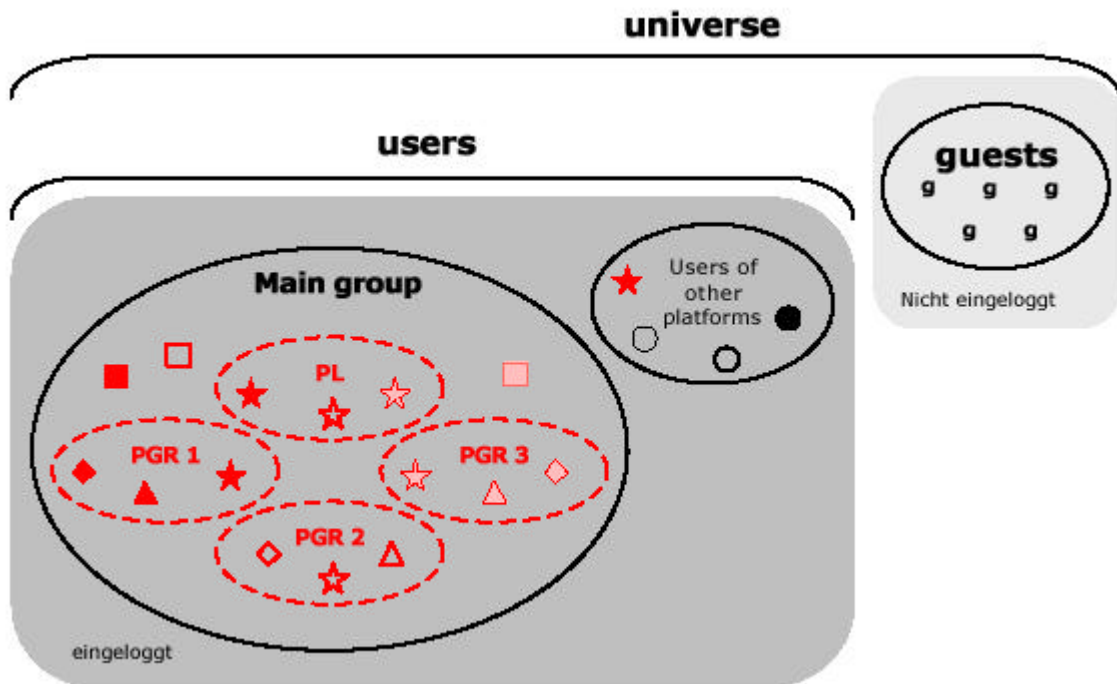 universe
users
guests
g g g
g g
Nicht eingeloggt
Main group
Users of
other
platforms
PL
PGR 1
PGR 3
PGR 2
eingeloggt